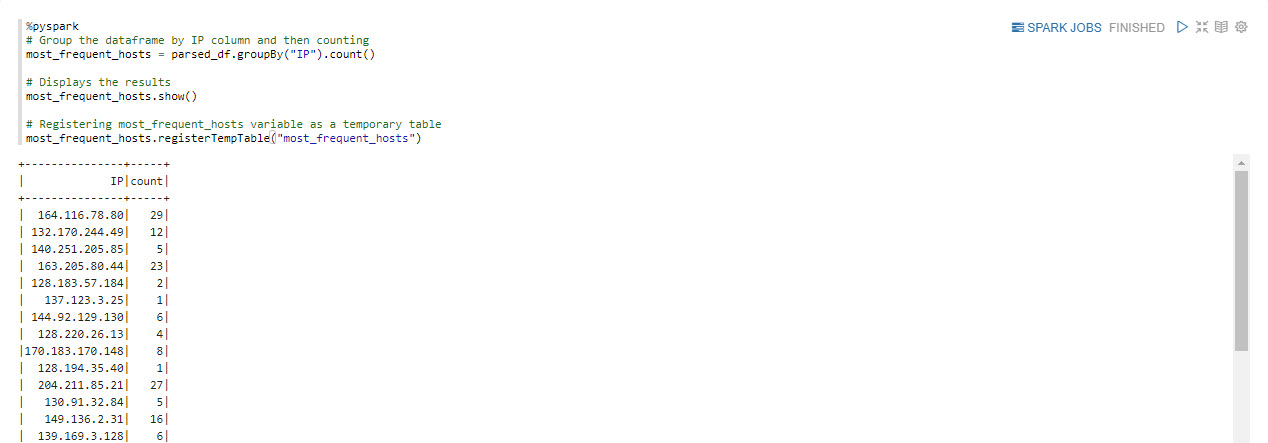 %pyspark
SPARK JOBS FINISHED
# Group the dataframe by IP column and then counting
most_frequent_hosts = parsed_df.groupBy("IP").count()
# Displays the results
most_frequent_hosts.show()
# Registering most_frequent_hosts variable as a temporary table
most_frequent_hosts.registerTempTable("most_frequent_hosts")
+---------------+-----+
|             IP|count|
+---------------+-----+
|  164.116.78.80|   29|
| 132.170.244.49|   12|
| 140.251.205.85|    5|
|  163.205.80.44|   23|
| 128.183.57.184|    2|
|   137.123.3.25|    1|
| 144.92.129.130|    6|
|  128.220.26.13|    4|
|170.183.170.148|    8|
|  128.194.35.40|    1|
|  204.211.85.21|   27|
|   130.91.32.84|    5|
|   149.136.2.31|   16|
|  139.169.3.128|    6|